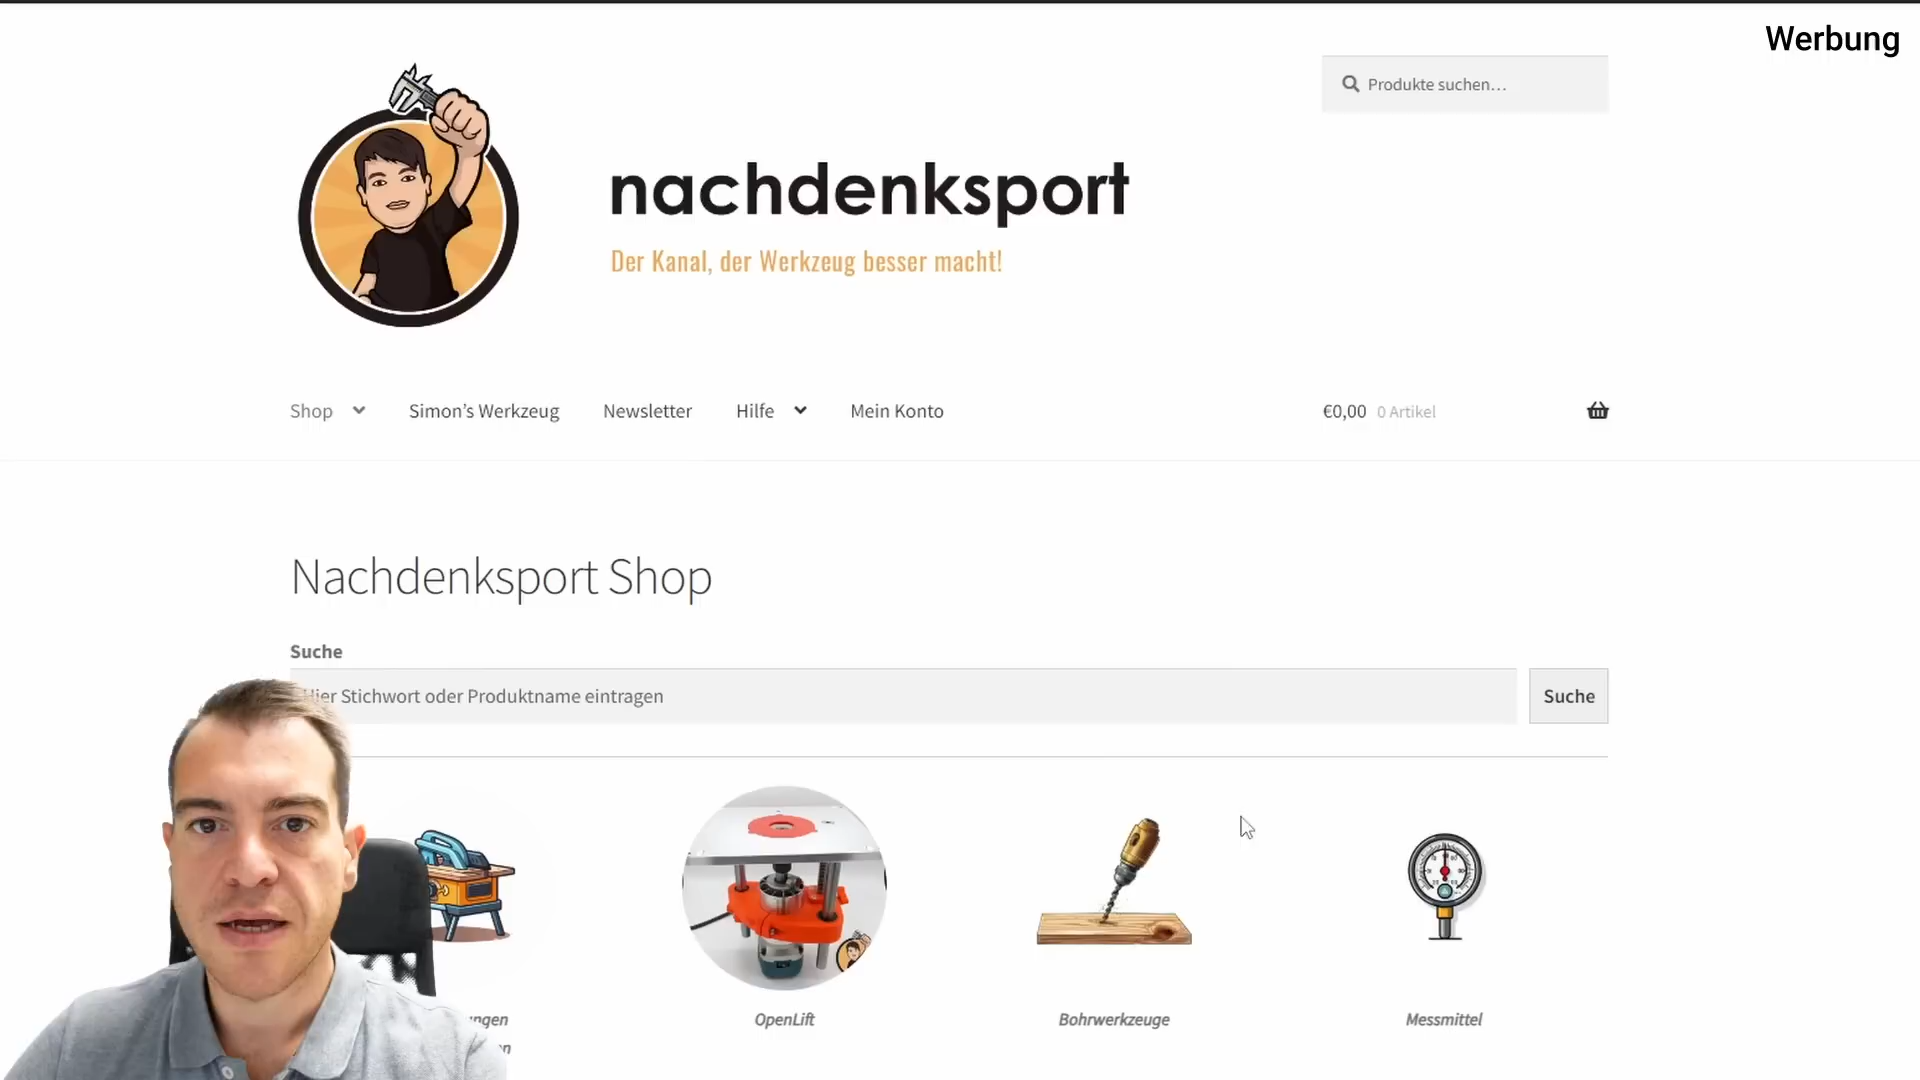 Werbung
Produkte suchen…
nachdenksport
Der Kanal, der Werkzeug besser macht!
Shop
Simon’s Werkzeug
Newsletter
Hilfe
Mein Konto
€0,00 0 Artikel
Nachdenksport Shop
Suche
Hier Stichwort oder Produktname eintragen
Suche
OpenLift
Bohrwerkzeuge
Messmittel